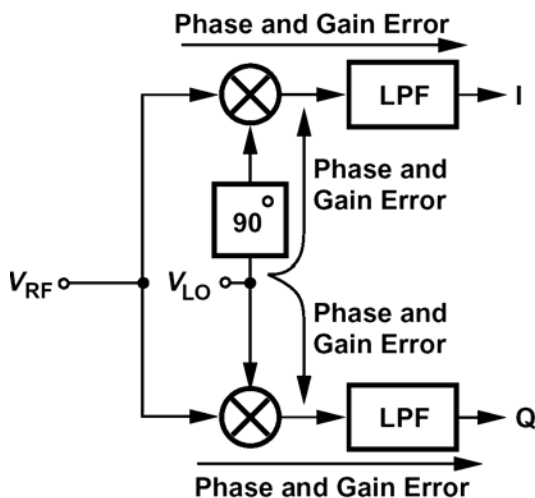 Phase and Gain Error
LPF
I
Phase and
Gain Error
90°
V_RF
V_LO
Phase and
Gain Error
LPF
Q
Phase and Gain Error